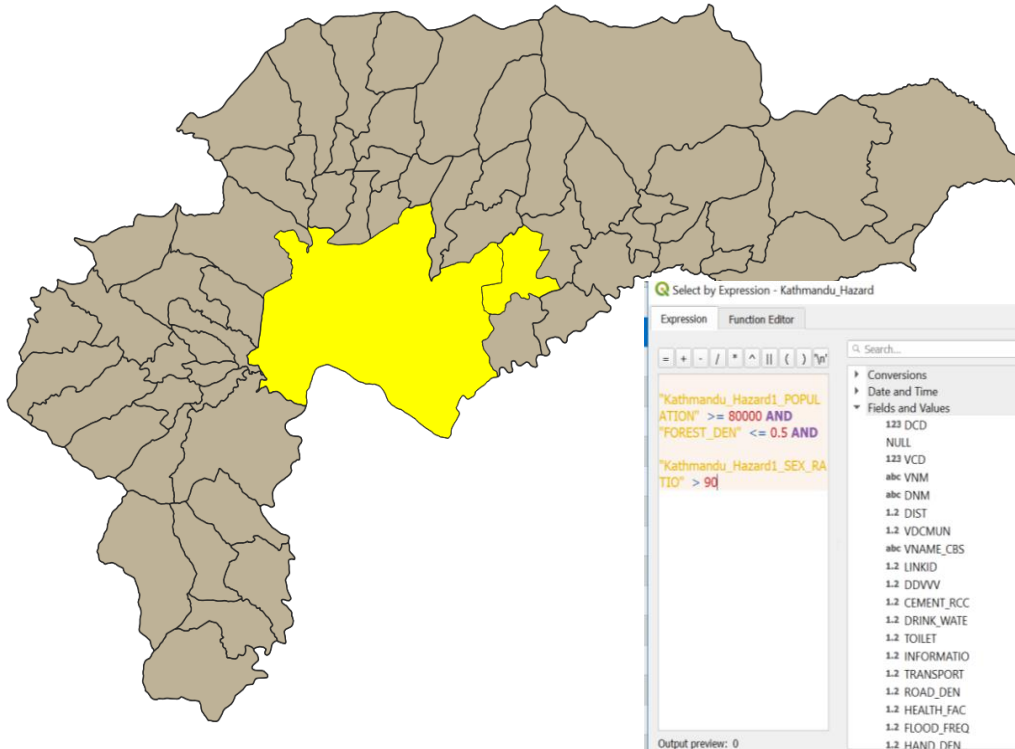 Select by Expression - Kathmandu_Hazard
Expression
Function Editor
= + - / * ^ || ( ) '\n'
"Kathmandu_Hazard1_POPUL
ATION" >= 80000 AND
"FOREST_DEN" <= 0.5 AND
"Kathmandu_Hazard1_SEX_RA
TIO" > 90
Output preview: 0
Search...
Conversions
Date and Time
Fields and Values
123 DCD
NULL
123 VCD
abc VNM
abc DNM
1.2 DIST
1.2 VDCMUN
abc VNAME_CBS
1.2 LINKID
1.2 DDVVV
1.2 CEMENT_RCC
1.2 DRINK_WATE
1.2 TOILET
1.2 INFORMATIO
1.2 TRANSPORT
1.2 ROAD_DEN
1.2 HEALTH_FAC
1.2 FLOOD_FREQ
1.2 HAND_DEN